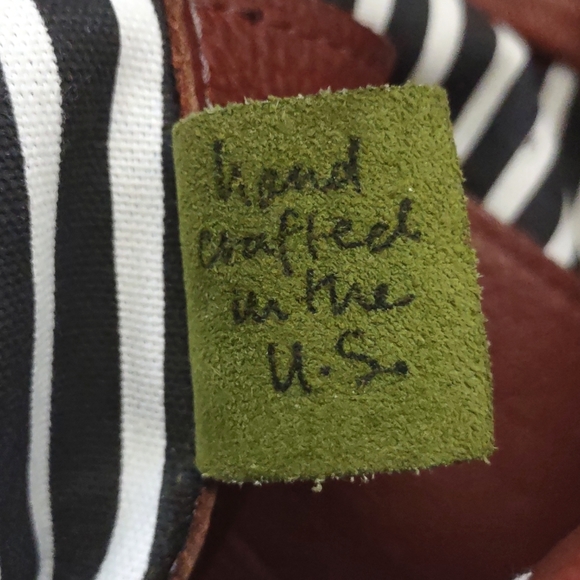 hand
crafted
in the
U.S.